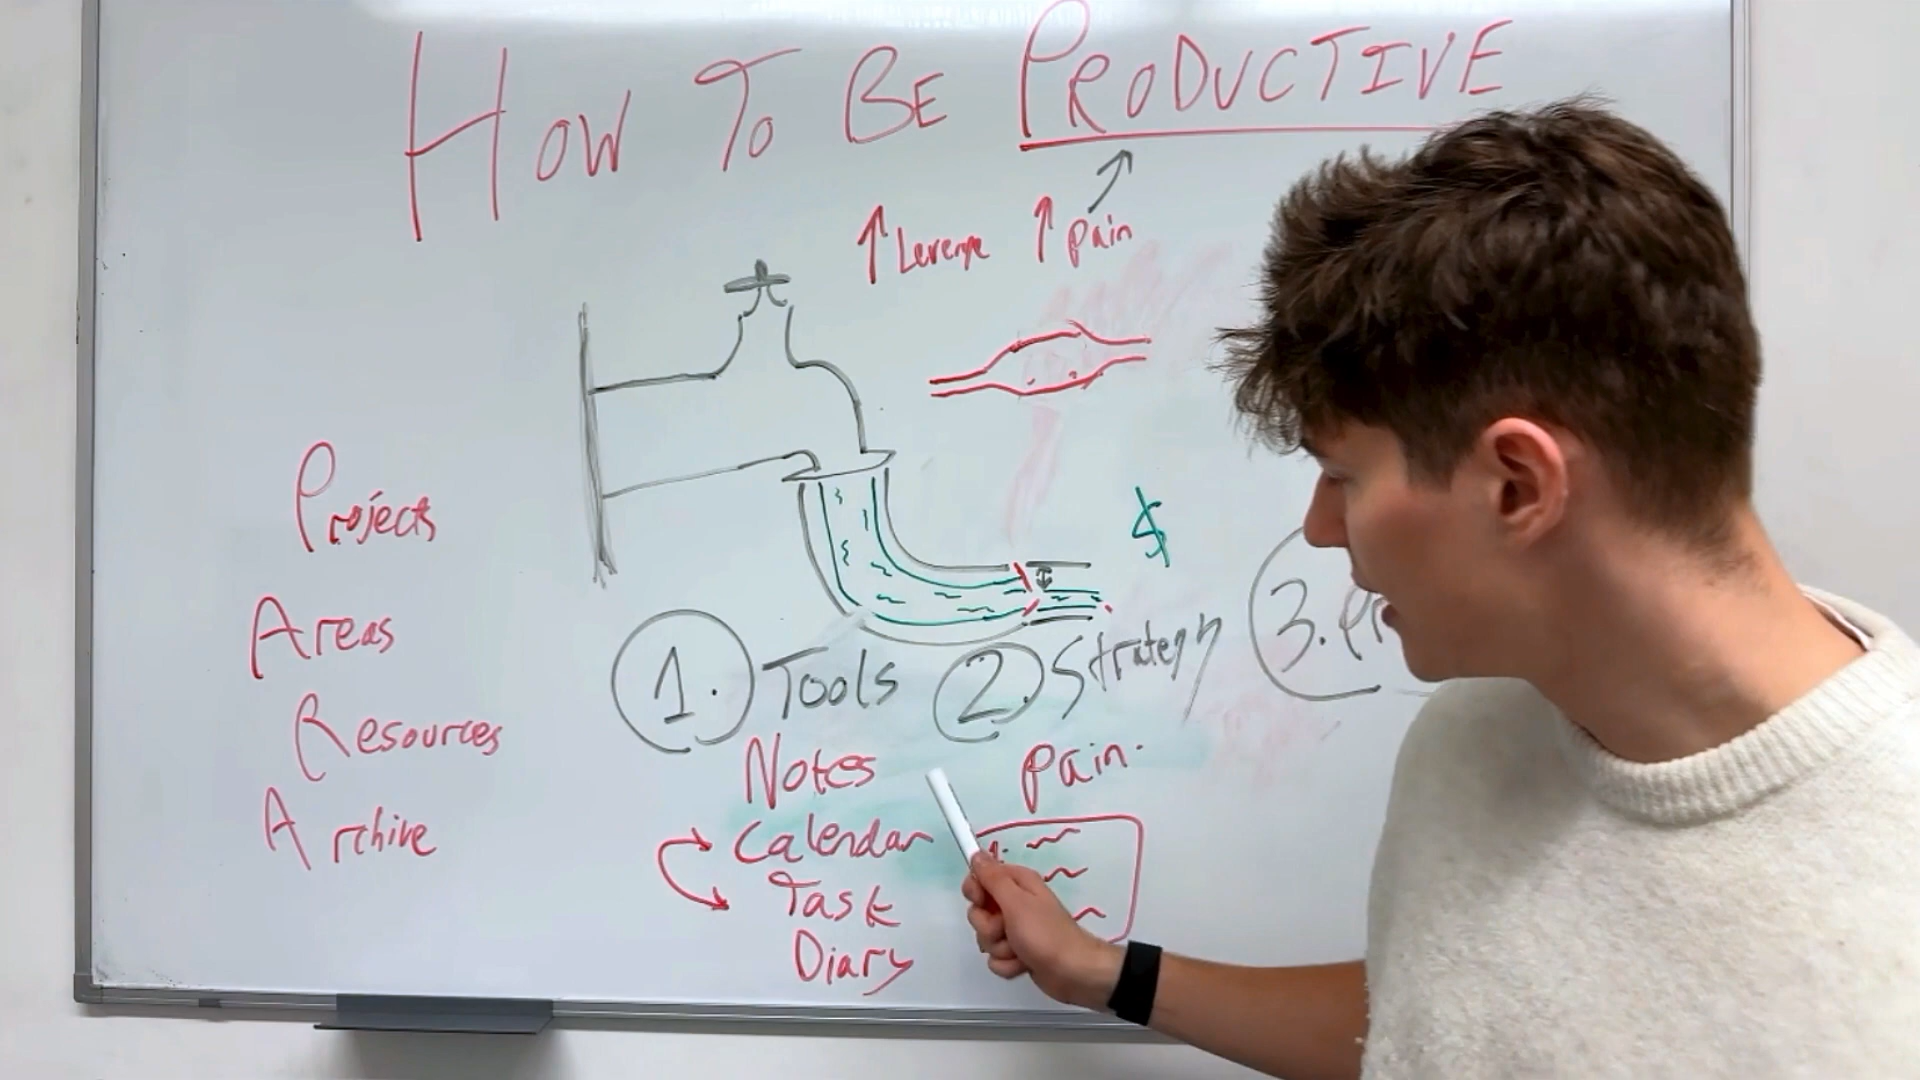 HOW TO BE PRODUCTIVE
↑ Leverage ↑ pain
$
Projects
Areas
Resources
Archive
1. Tools
Notes
Calendar
Task
Diary
2. Strategy
pain.
3. Pr